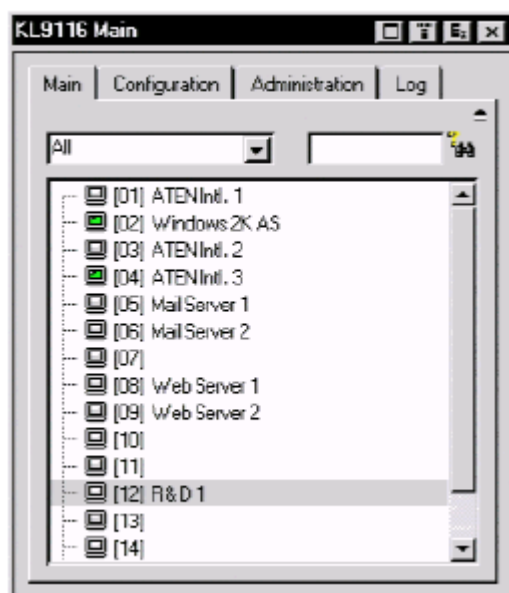 KL9116 Main
Main Configuration Administration Log
All
[01] ATEN Intl. 1
[02] Windows 2K AS
[03] ATEN Intl. 2
[04] ATEN Intl. 3
[05] Mail Server 1
[06] Mail Server 2
[07]
[08] Web Server 1
[09] Web Server 2
[10]
[11]
[12] R&D 1
[13]
[14]